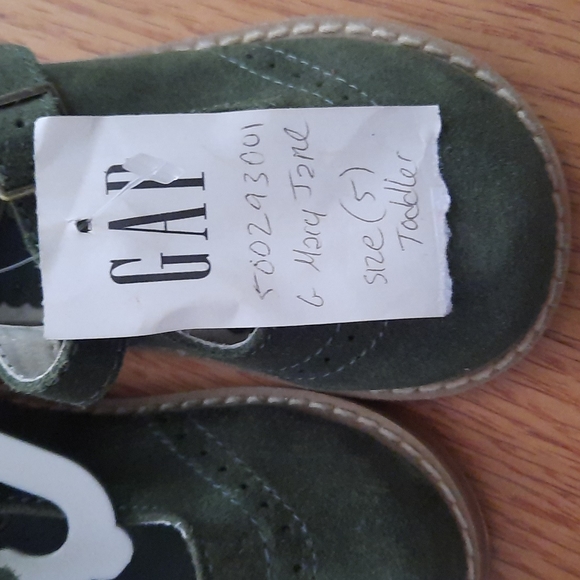 GAP
500293001
G Mary Jane
size (5)
Toddler